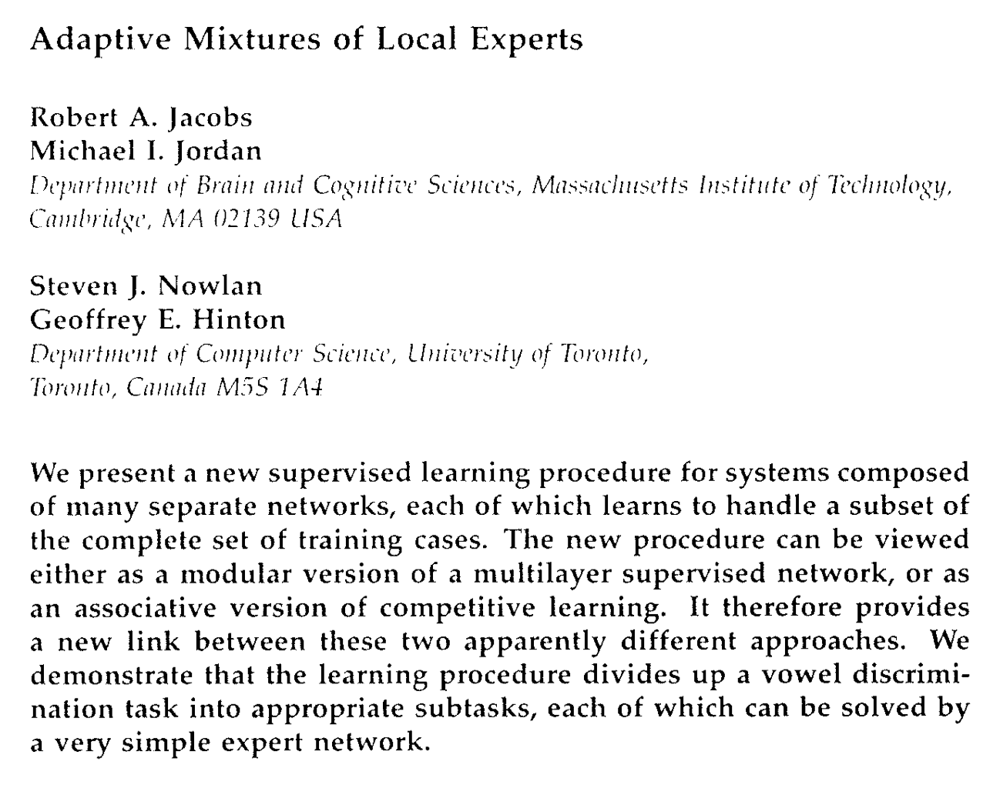 Adaptive Mixtures of Local Experts
Robert A. Jacobs
Michael I. Jordan
Department of Brain and Cognitive Sciences, Massachusetts Institute of Technology,
Cambridge, MA 02139 USA
Steven J. Nowlan
Geoffrey E. Hinton
Department of Computer Science, University of Toronto,
Toronto, Canada M5S 1A4
We present a new supervised learning procedure for systems composed
of many separate networks, each of which learns to handle a subset of
the complete set of training cases. The new procedure can be viewed
either as a modular version of a multilayer supervised network, or as
an associative version of competitive learning. It therefore provides
a new link between these two apparently different approaches. We
demonstrate that the learning procedure divides up a vowel discrimi-
nation task into appropriate subtasks, each of which can be solved by
a very simple expert network.